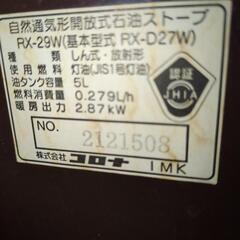 自然通気形開放式石油ストーブ
RX-29W(基本型式 RX-D27W)
種類 しん式・放射形
使用燃料 灯油(JIS1号灯油)
油タンク容量 5L
燃料消費量 0.279L/h
暖房出力 2.87kW
認証
JHIA
NO. 2121508
株式会社 コロナ 1MK